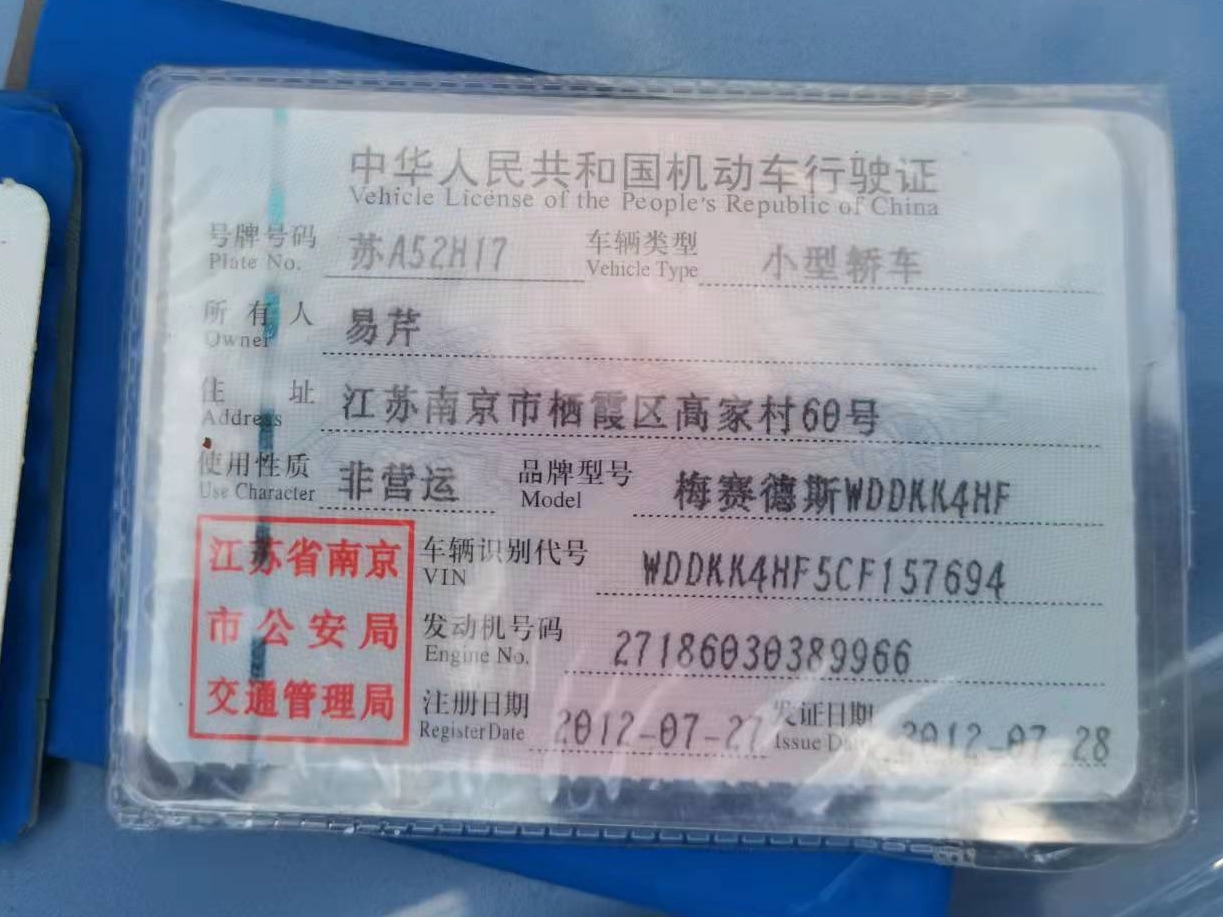 中华人民共和国机动车行驶证
Vehicle License of the People's Republic of China
号牌号码 苏A52H17 车辆类型 小型轿车
Plate No. Vehicle Type
所有人 易芹
Owner
住址 江苏南京市栖霞区高家村60号
Address
使用性质 非营运 品牌型号 梅赛德斯WDDKK4HF
Use Character Model
江苏省南京
市公安局
交通管理局
车辆识别代号 WDDKK4HF5CF157694
VIN
发动机号码 27186030389966
Engine No.
注册日期 2012-07-27 发证日期 2012-07-28
Register Date Issue Date